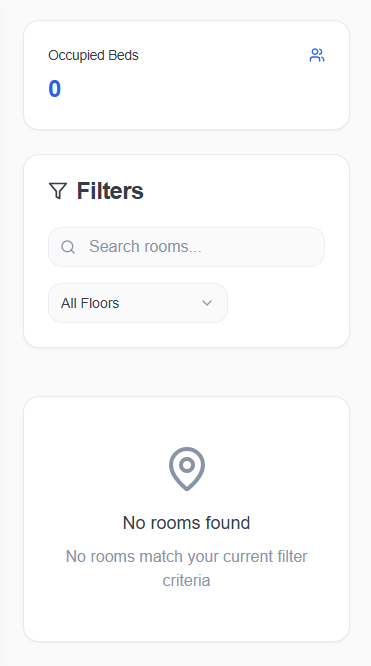 Occupied Beds
0
Filters
Search rooms...
All Floors
No rooms found
No rooms match your current filter
criteria